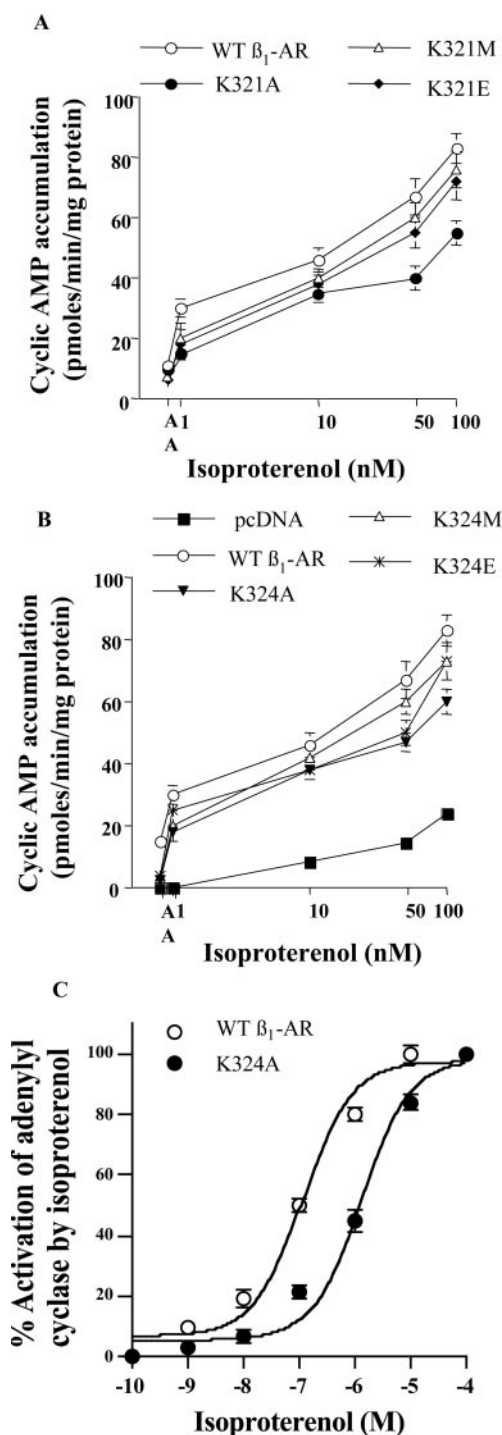 A
WT ß₁-AR K321M
K321A K321E
Cyclic AMP accumulation
(pmoles/min/mg protein)
100
80
60
40
20
0
A 1 10 50 100
A
Isoproterenol (nM)
B
pcDNA K324M
WT ß₁-AR K324E
K324A
Cyclic AMP accumulation
(pmoles/min/mg protein)
100
80
60
40
20
0
A 1 10 50 100
A
Isoproterenol (nM)
C
WT ß₁-AR
K324A
% Activation of adenylyl
cyclase by isoproterenol
100
80
60
40
20
0
-10 -9 -8 -7 -6 -5 -4
Isoproterenol (M)